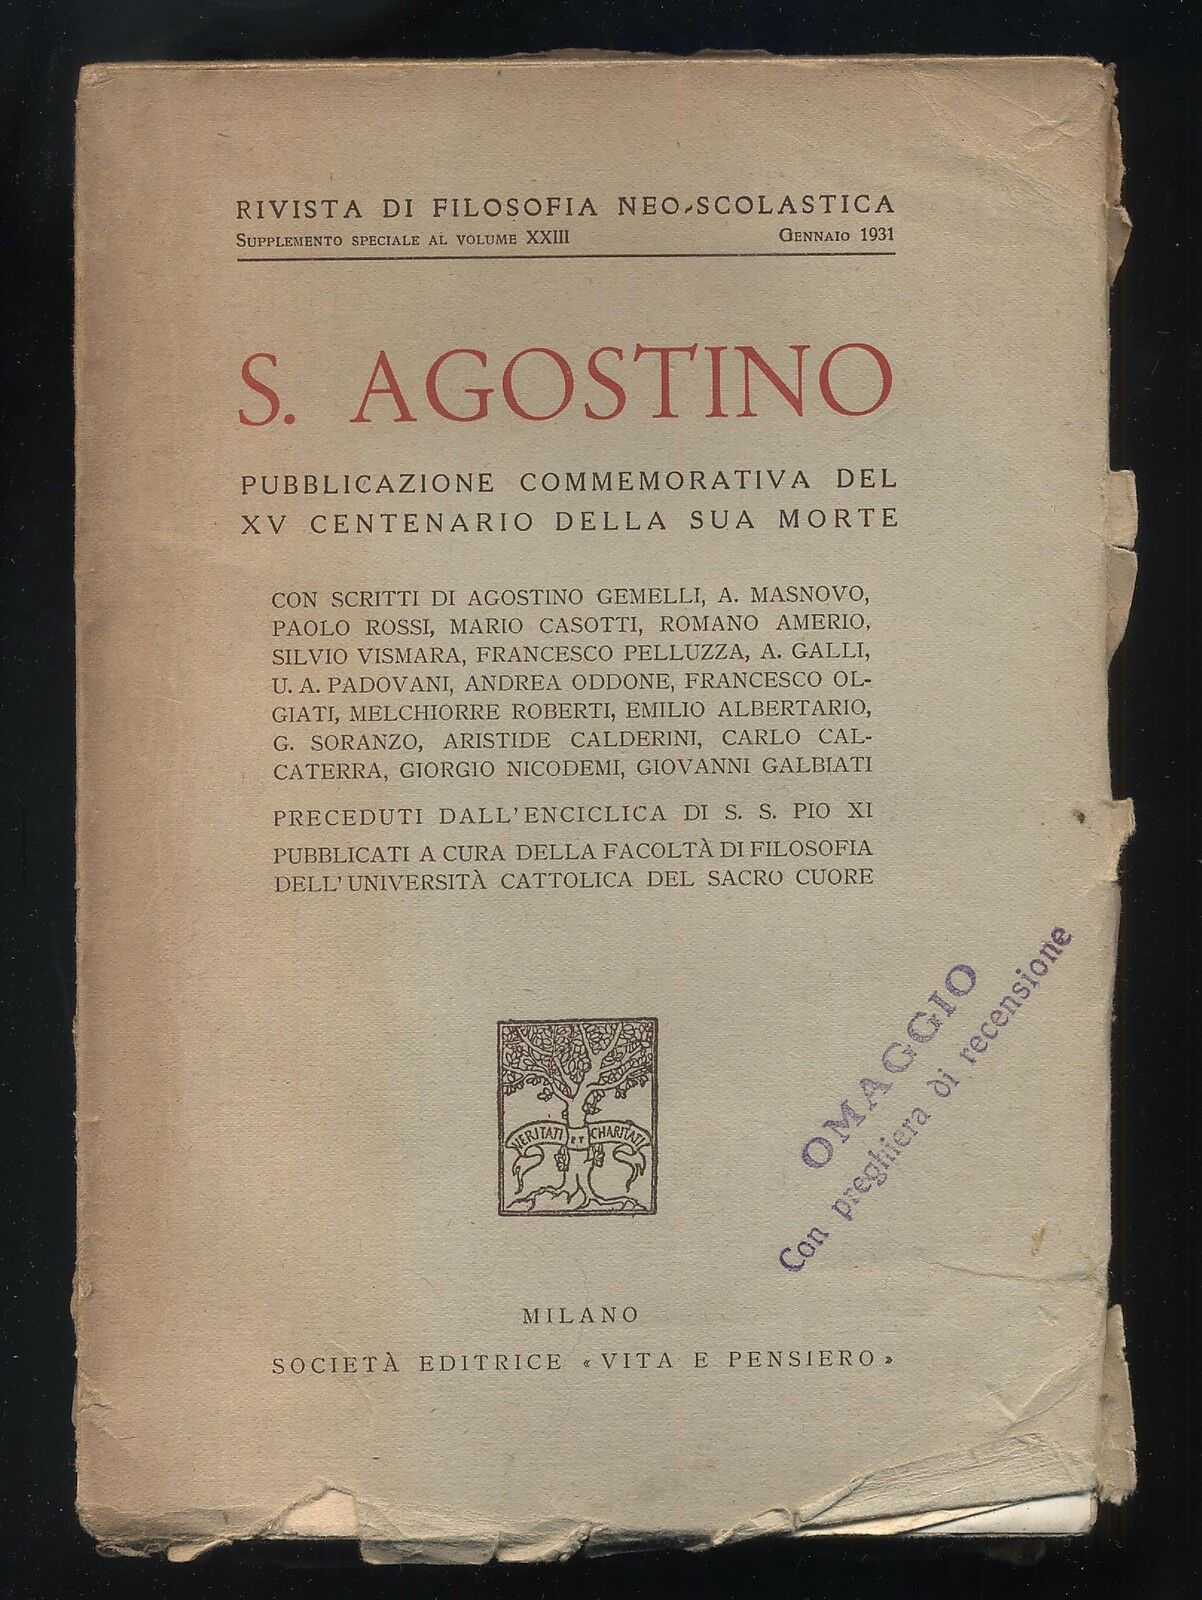 RIVISTA DI FILOSOFIA NEO-SCOLASTICA
SUPPLEMENTO SPECIALE AL VOLUME XXIII GENNAIO 1931
S. AGOSTINO
PUBBLICAZIONE COMMEMORATIVA DEL
XV CENTENARIO DELLA SUA MORTE
CON SCRITTI DI AGOSTINO GEMELLI, A. MASNOVO,
PAOLO ROSSI, MARIO CASOTTI, ROMANO AMERIO,
SILVIO VISMARA, FRANCESCO PELLUZZA, A. GALLI,
U. A. PADOVANI, ANDREA ODDONE, FRANCESCO OL-
GIATI, MELCHIORRE ROBERTI, EMILIO ALBERTARIO,
G. SORANZO, ARISTIDE CALDERINI, CARLO CAL-
CATERRA, GIORGIO NICODEMI, GIOVANNI GALBIATI
PRECEDUTI DALL'ENCICLICA DI S. S. PIO XI
PUBBLICATI A CURA DELLA FACOLTÀ DI FILOSOFIA
DELL'UNIVERSITÀ CATTOLICA DEL SACRO CUORE
OMAGGIO
Con preghiera di recensione
VERITATI ET CHARITATI
MILANO
SOCIETÀ EDITRICE «VITA E PENSIERO»